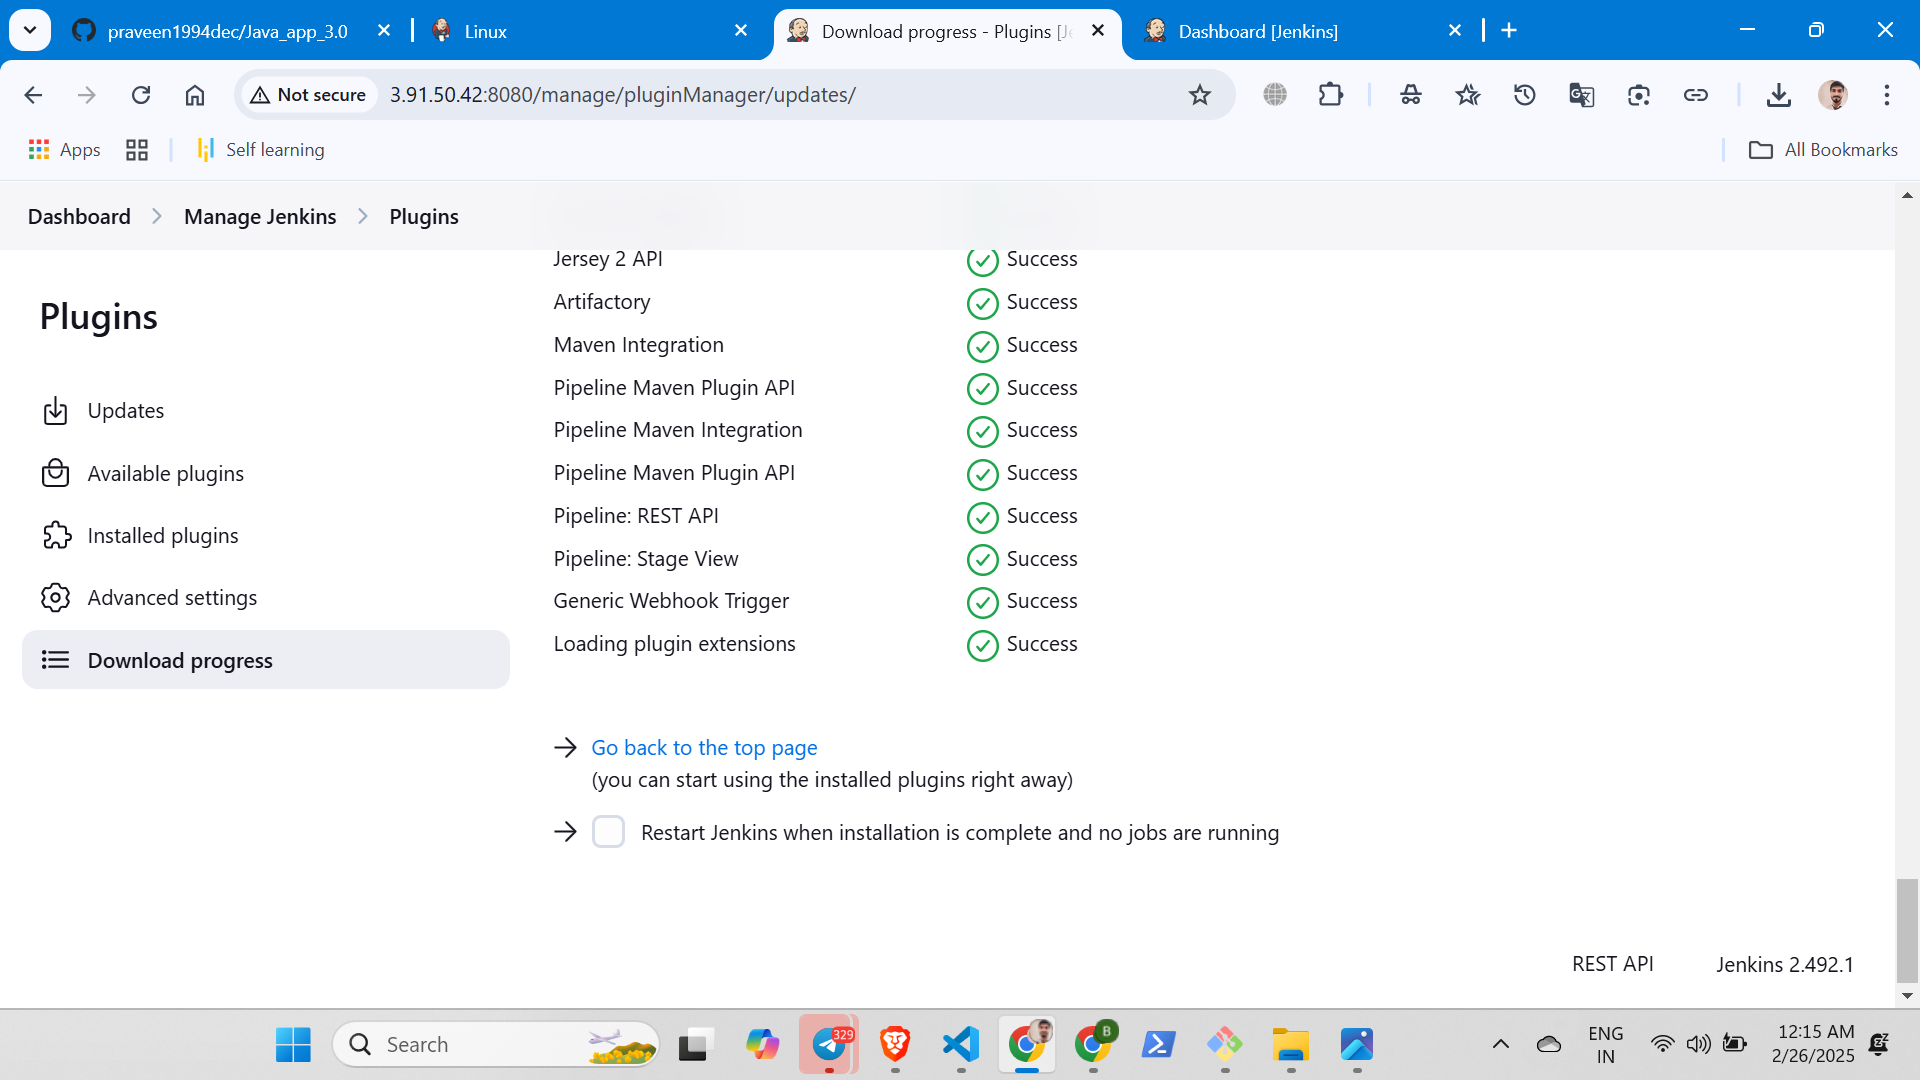 praveen1994dec/Java_app_3.0
Linux
Download progress - Plugins [Je
Dashboard [Jenkins]
Not secure
3.91.50.42:8080/manage/pluginManager/updates/
Apps
Self learning
All Bookmarks
Dashboard
Manage Jenkins
Plugins
Plugins
Updates
Available plugins
Installed plugins
Advanced settings
Download progress
Jersey 2 API Success
Artifactory Success
Maven Integration Success
Pipeline Maven Plugin API Success
Pipeline Maven Integration Success
Pipeline Maven Plugin API Success
Pipeline: REST API Success
Pipeline: Stage View Success
Generic Webhook Trigger Success
Loading plugin extensions Success
Go back to the top page
(you can start using the installed plugins right away)
Restart Jenkins when installation is complete and no jobs are running
REST API
Jenkins 2.492.1
Search
329
B
ENG
IN
12:15 AM
2/26/2025